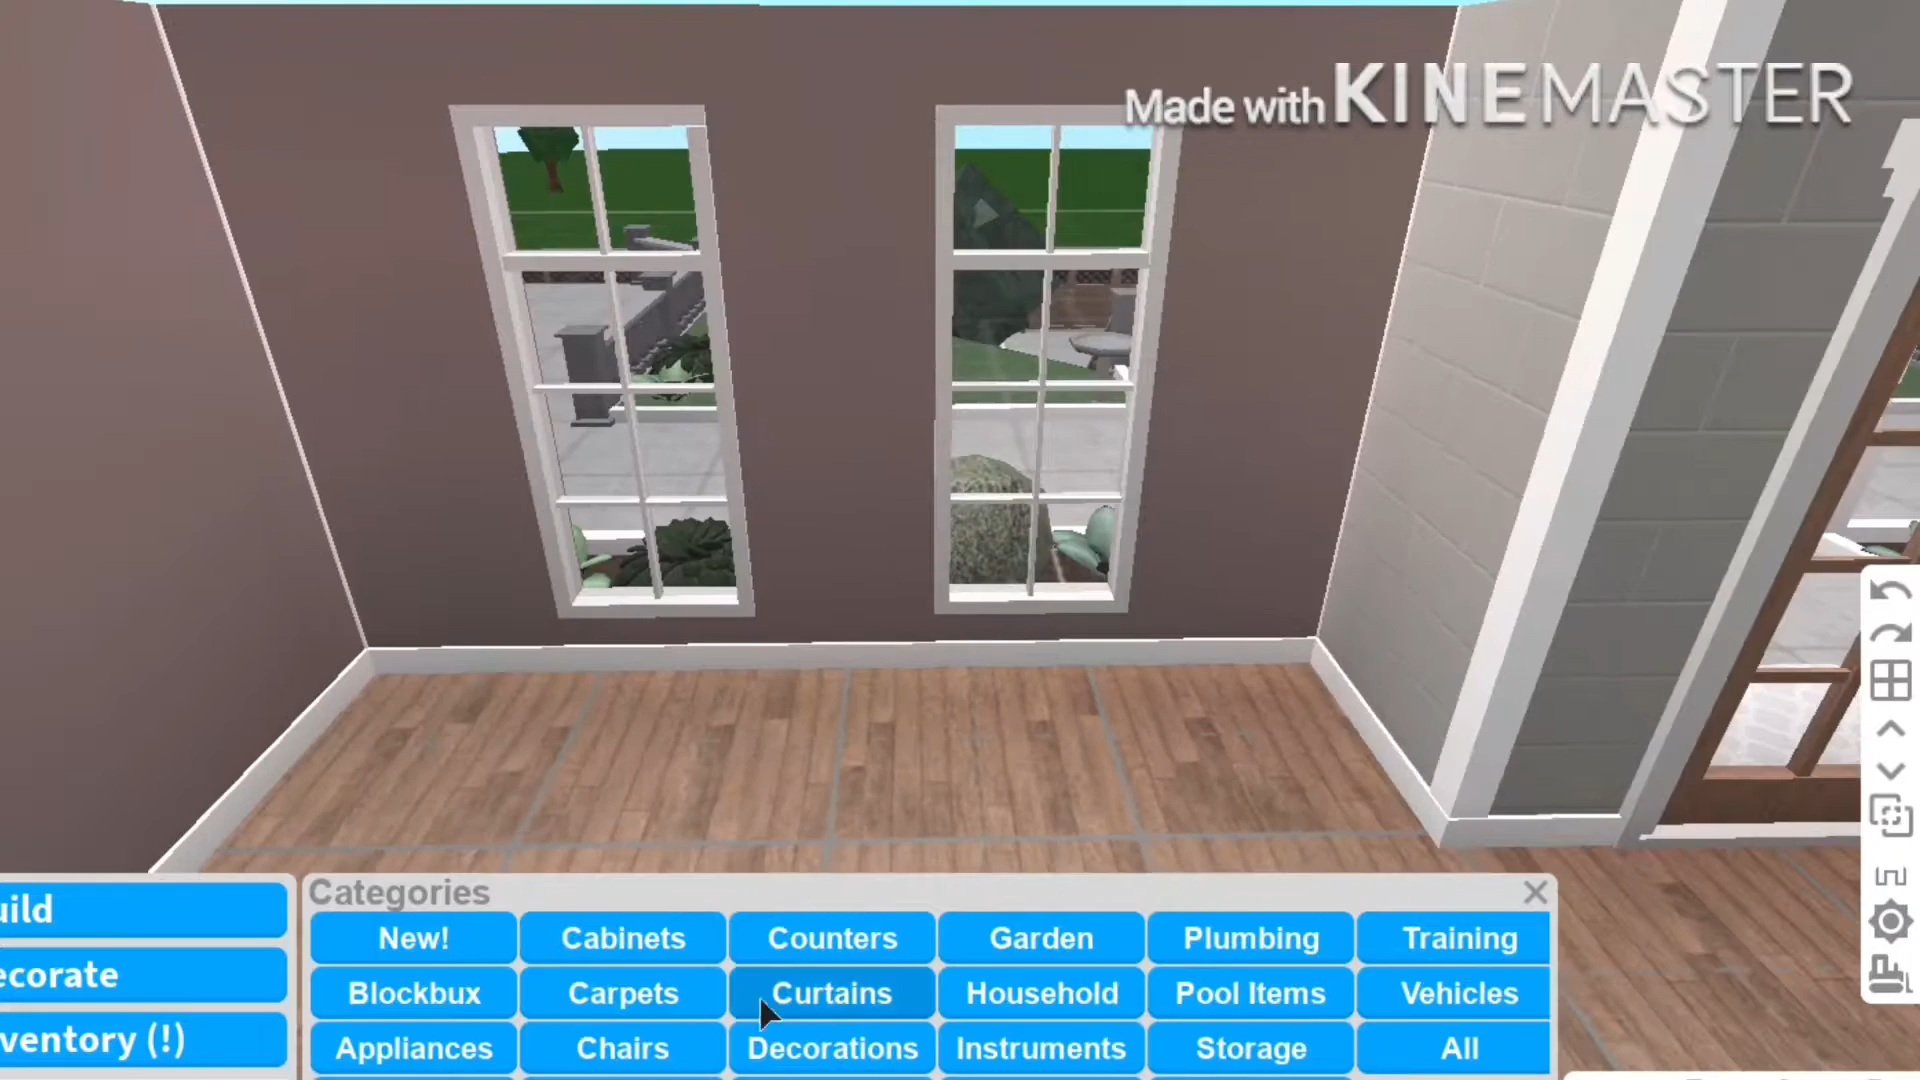 Made with KINEMASTER
uild
ecorate
nventory (!)
Categories
New! Cabinets Counters Garden Plumbing Training
Blockbux Carpets Curtains Household Pool Items Vehicles
Appliances Chairs Decorations Instruments Storage All